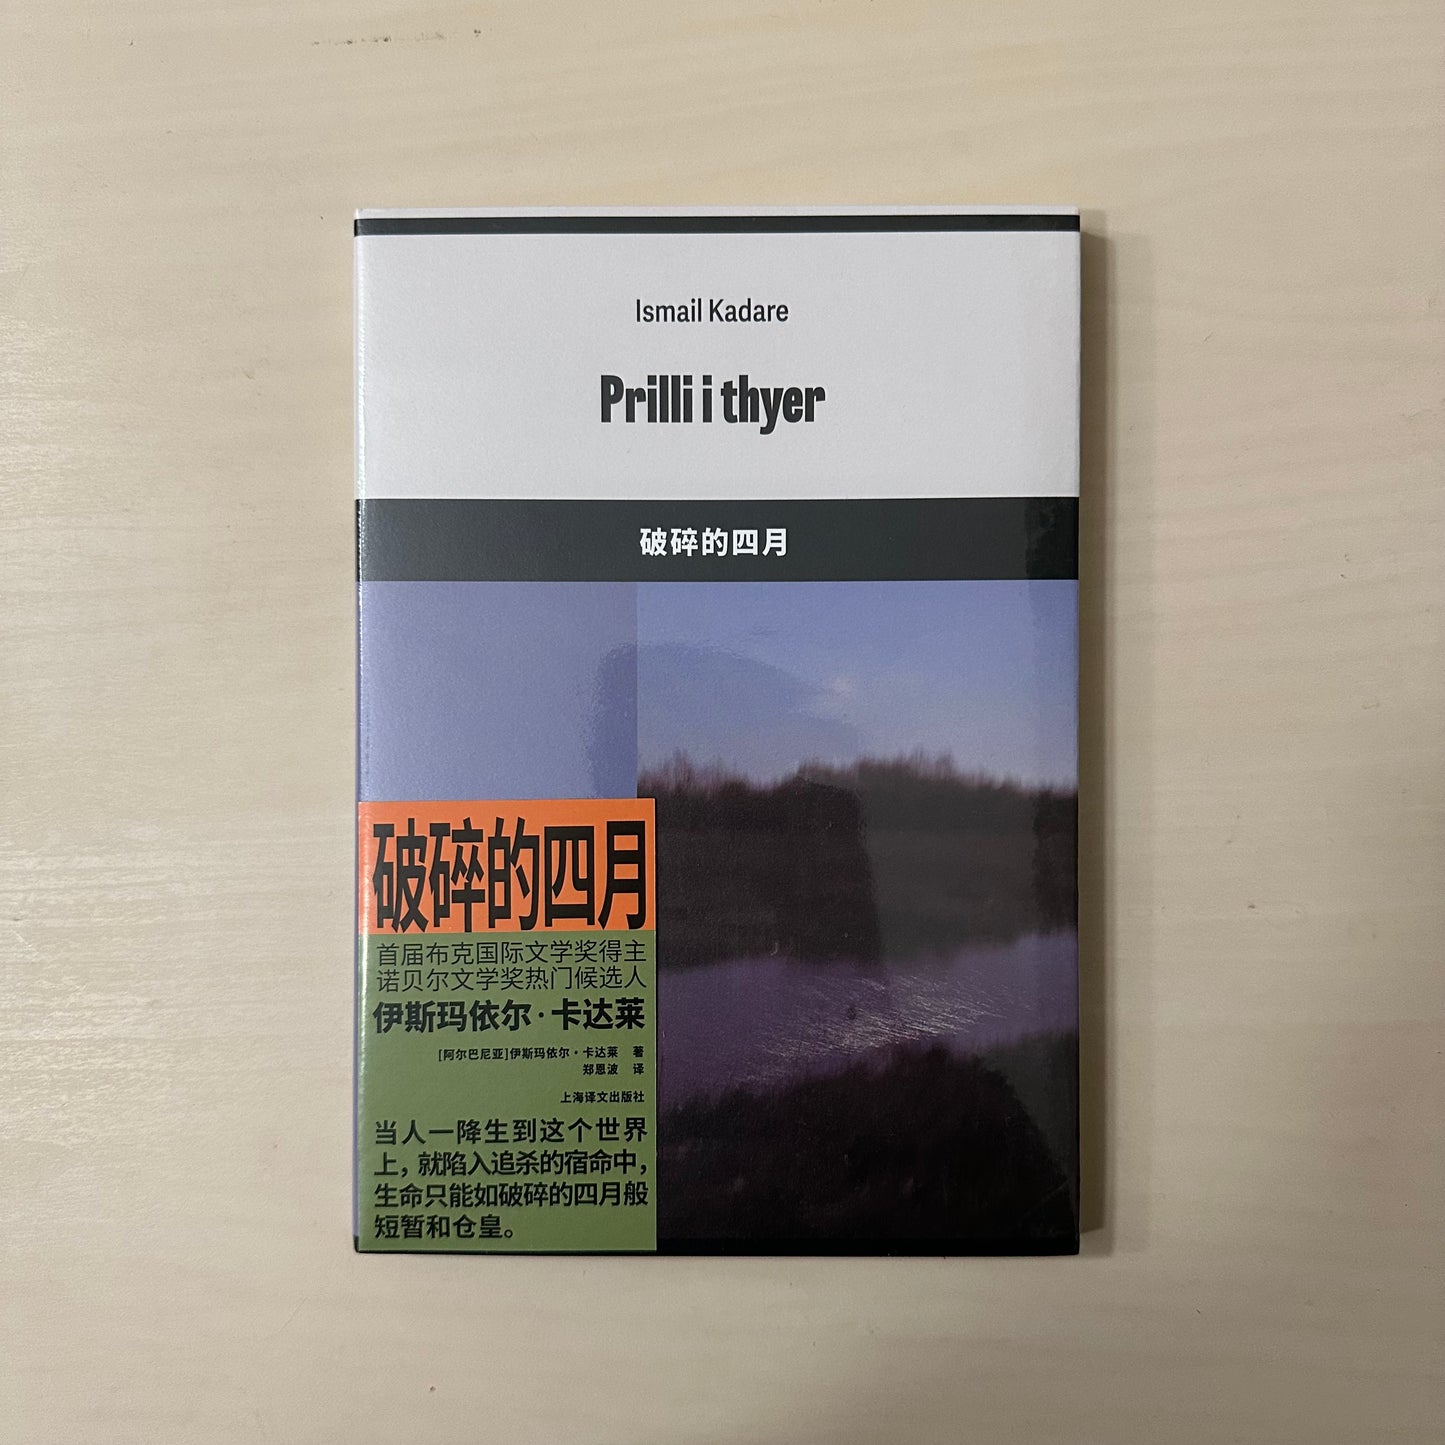 Ismail Kadare
Prilli i thyer
破碎的四月
破碎的四月
首届布克国际文学奖得主
诺贝尔文学奖热门候选人
伊斯玛依尔·卡达莱
[阿尔巴尼亚]伊斯玛依尔·卡达莱 著
郑恩波 译
上海译文出版社
当人一降生到这个世界
上，就陷入追杀的宿命中，
生命只能如破碎的四月般
短暂和仓皇。